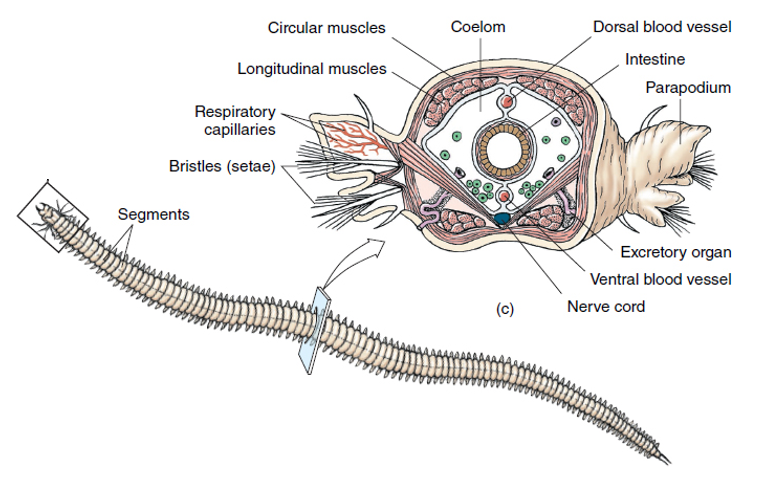 Circular muscles
Coelom
Dorsal blood vessel
Longitudinal muscles
Intestine
Parapodium
Respiratory
capillaries
Bristles (setae)
Segments
Excretory organ
Ventral blood vessel
Nerve cord
(c)